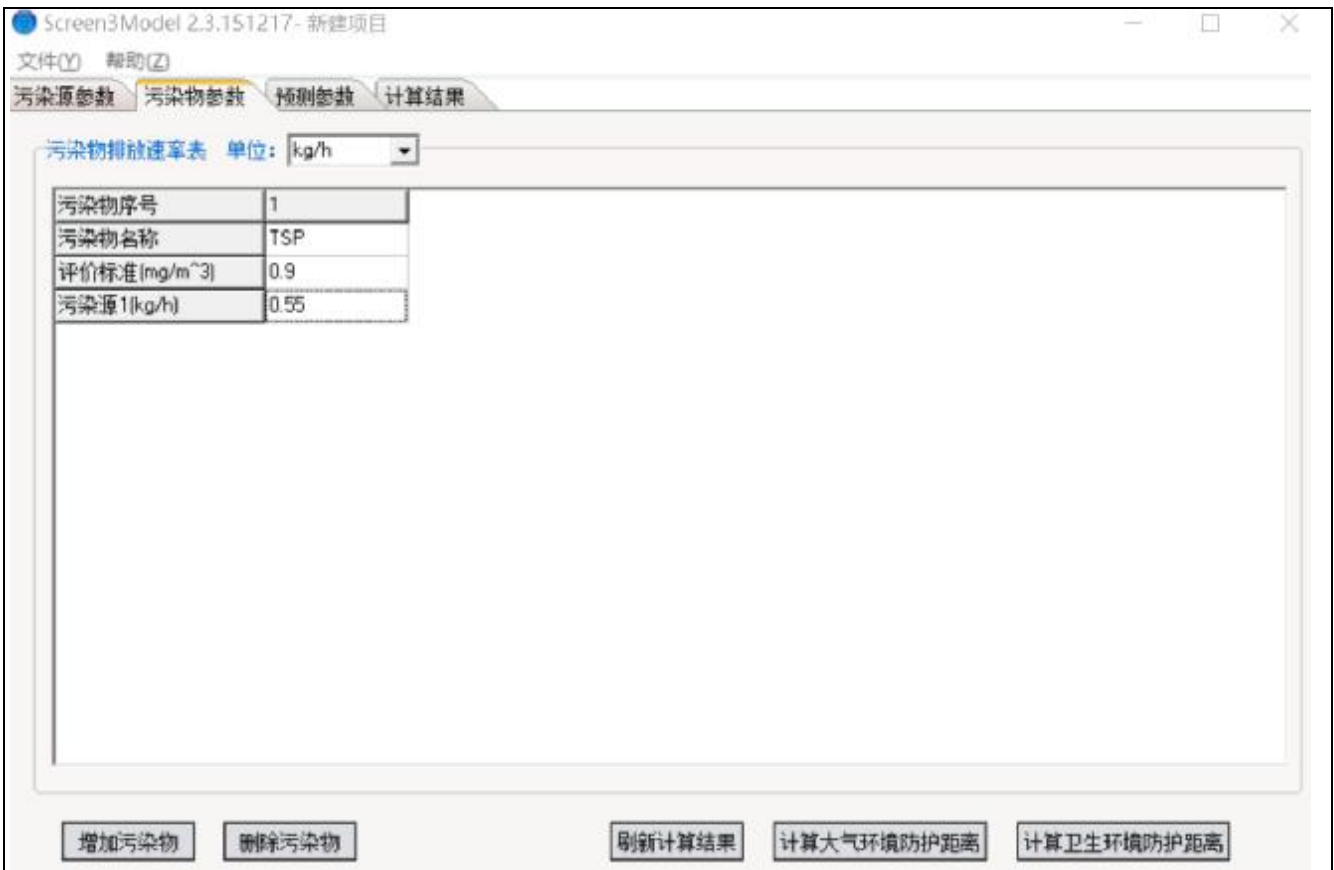 Screen3Model 2.3.151217- 新建项目
文件(Y) 帮助(Z)
污染源参数 污染物参数 预测参数 计算结果
污染物排放速率表 单位: kg/h
污染物序号 1
污染物名称 TSP
评价标准(mg/m^3) 0.9
污染源1(kg/h) 0.55
增加污染物 删除污染物 刷新计算结果 计算大气环境防护距离 计算卫生环境防护距离